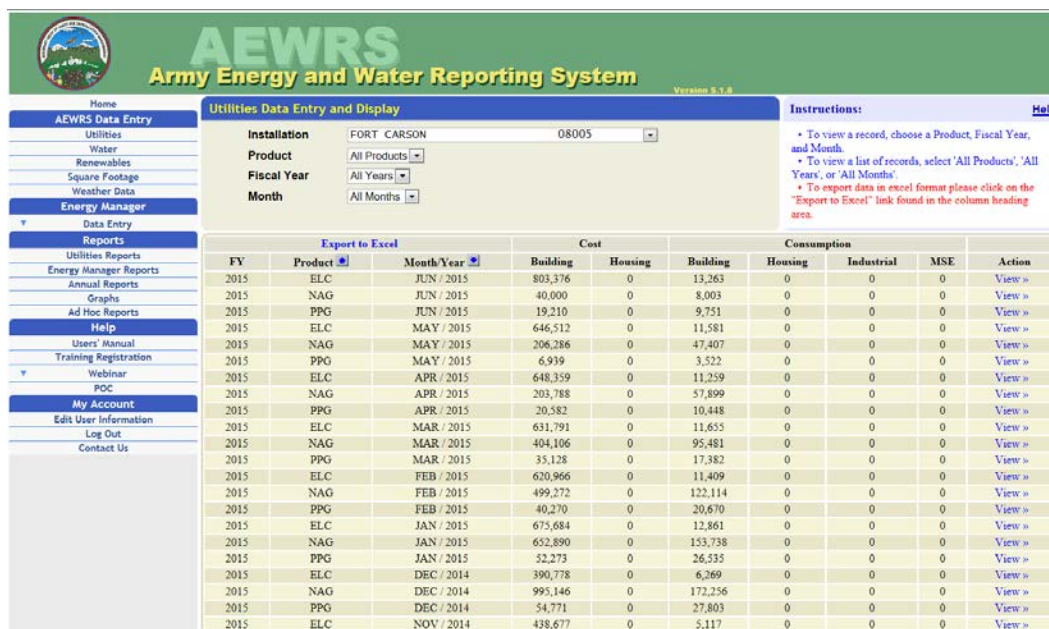 AEWRS
Army Energy and Water Reporting System
Version 5.1.8
Home
AEWRS Data Entry
Utilities
Water
Renewables
Square Footage
Weather Data
Energy Manager
Data Entry
Reports
Utilities Reports
Energy Manager Reports
Annual Reports
Graphs
Ad Hoc Reports
Help
Users' Manual
Training Registration
Webinar
POC
My Account
Edit User Information
Log Out
Contact Us
Utilities Data Entry and Display
Installation FORT CARSON 08005
Product All Products
Fiscal Year All Years
Month All Months
Instructions: Hel
• To view a record, choose a Product, Fiscal Year,
and Month.
• To view a list of records, select 'All Products', 'All
Years', or 'All Months'.
• To export data in excel format please click on the
"Export to Excel" link found in the column heading
area.
Export to Excel Cost Consumption
FY Product Month/Year Building Housing Building Housing Industrial MSE Action
2015 ELC JUN / 2015 803,376 0 13,263 0 0 0 View »
2015 NAG JUN / 2015 40,000 0 8,003 0 0 0 View »
2015 PPG JUN / 2015 19,210 0 9,751 0 0 0 View »
2015 ELC MAY / 2015 646,512 0 11,581 0 0 0 View »
2015 NAG MAY / 2015 206,286 0 47,407 0 0 0 View »
2015 PPG MAY / 2015 6,939 0 3,522 0 0 0 View »
2015 ELC APR / 2015 648,359 0 11,259 0 0 0 View »
2015 NAG APR / 2015 203,788 0 57,899 0 0 0 View »
2015 PPG APR / 2015 20,582 0 10,448 0 0 0 View »
2015 ELC MAR / 2015 631,791 0 11,655 0 0 0 View »
2015 NAG MAR / 2015 404,106 0 95,481 0 0 0 View »
2015 PPG MAR / 2015 35,128 0 17,382 0 0 0 View »
2015 ELC FEB / 2015 620,966 0 11,409 0 0 0 View »
2015 NAG FEB / 2015 499,272 0 122,114 0 0 0 View »
2015 PPG FEB / 2015 40,270 0 20,670 0 0 0 View »
2015 ELC JAN / 2015 675,684 0 12,861 0 0 0 View »
2015 NAG JAN / 2015 652,890 0 153,738 0 0 0 View »
2015 PPG JAN / 2015 52,273 0 26,535 0 0 0 View »
2015 ELC DEC / 2014 390,778 0 6,269 0 0 0 View »
2015 NAG DEC / 2014 995,146 0 172,256 0 0 0 View »
2015 PPG DEC / 2014 54,771 0 27,803 0 0 0 View »
2015 ELC NOV / 2014 438,677 0 5,117 0 0 0 View »